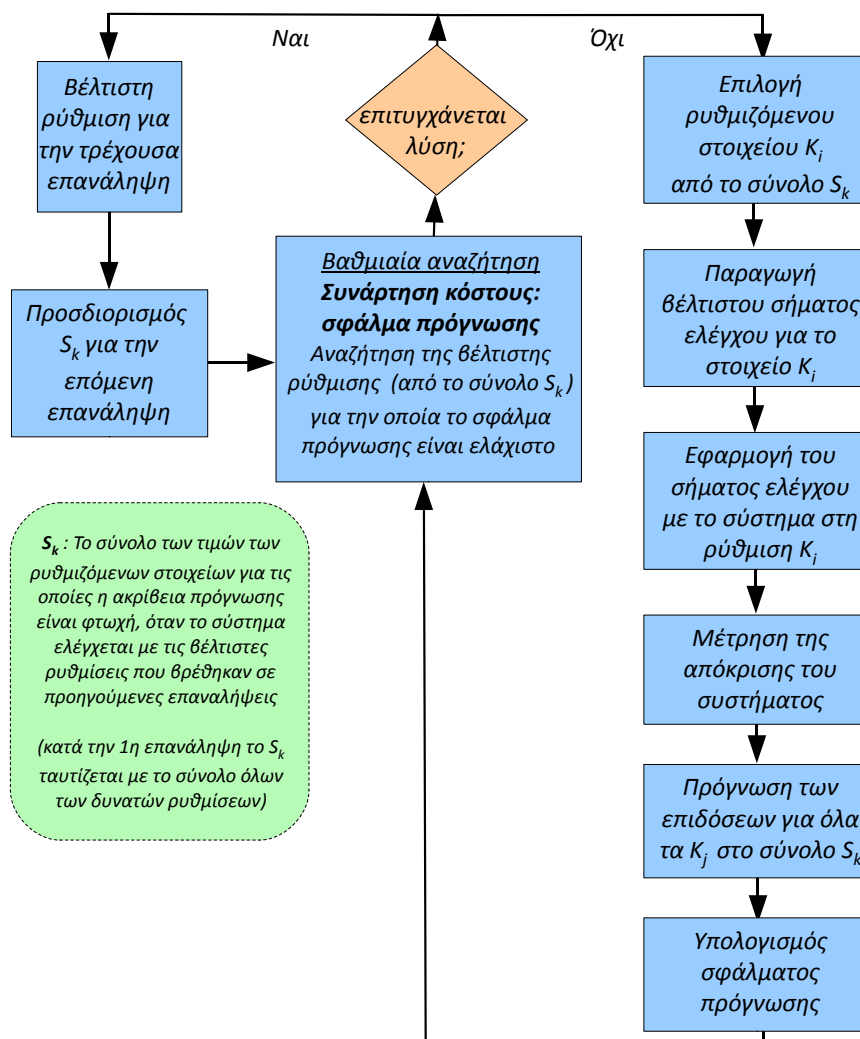 Ναι
Όχι
Βέλτιστη
ρύθμιση για
την τρέχουσα
επανάληψη
Προσδιορισμός
Sk για την
επόμενη
επανάληψη
επιτυγχάνεται
λύση;
Βαθμιαία αναζήτηση
Συνάρτηση κόστους:
σφάλμα πρόγνωσης
Αναζήτηση της βέλτιστης
ρύθμισης (από το σύνολο Sk)
για την οποία το σφάλμα
πρόγνωσης είναι ελάχιστο
Sk : Το σύνολο των τιμών των
ρυθμιζόμενων στοιχείων για τις
οποίες η ακρίβεια πρόγνωσης
είναι φτωχή, όταν το σύστημα
ελέγχεται με τις βέλτιστες
ρυθμίσεις που βρέθηκαν σε
προηγούμενες επαναλήψεις
(κατά την 1η επανάληψη το Sk
ταυτίζεται με το σύνολο όλων
των δυνατών ρυθμίσεων)
Επιλογή
ρυθμιζόμενου
στοιχείου Ki
από το σύνολο Sk
Παραγωγή
βέλτιστου σήματος
ελέγχου για το
στοιχείο Ki
Εφαρμογή του
σήματος ελέγχου
με το σύστημα στη
ρύθμιση Ki
Μέτρηση της
απόκρισης του
συστήματος
Πρόγνωση των
επιδόσεων για όλα
τα Kj στο σύνολο Sk
Υπολογισμός
σφάλματος
πρόγνωσης